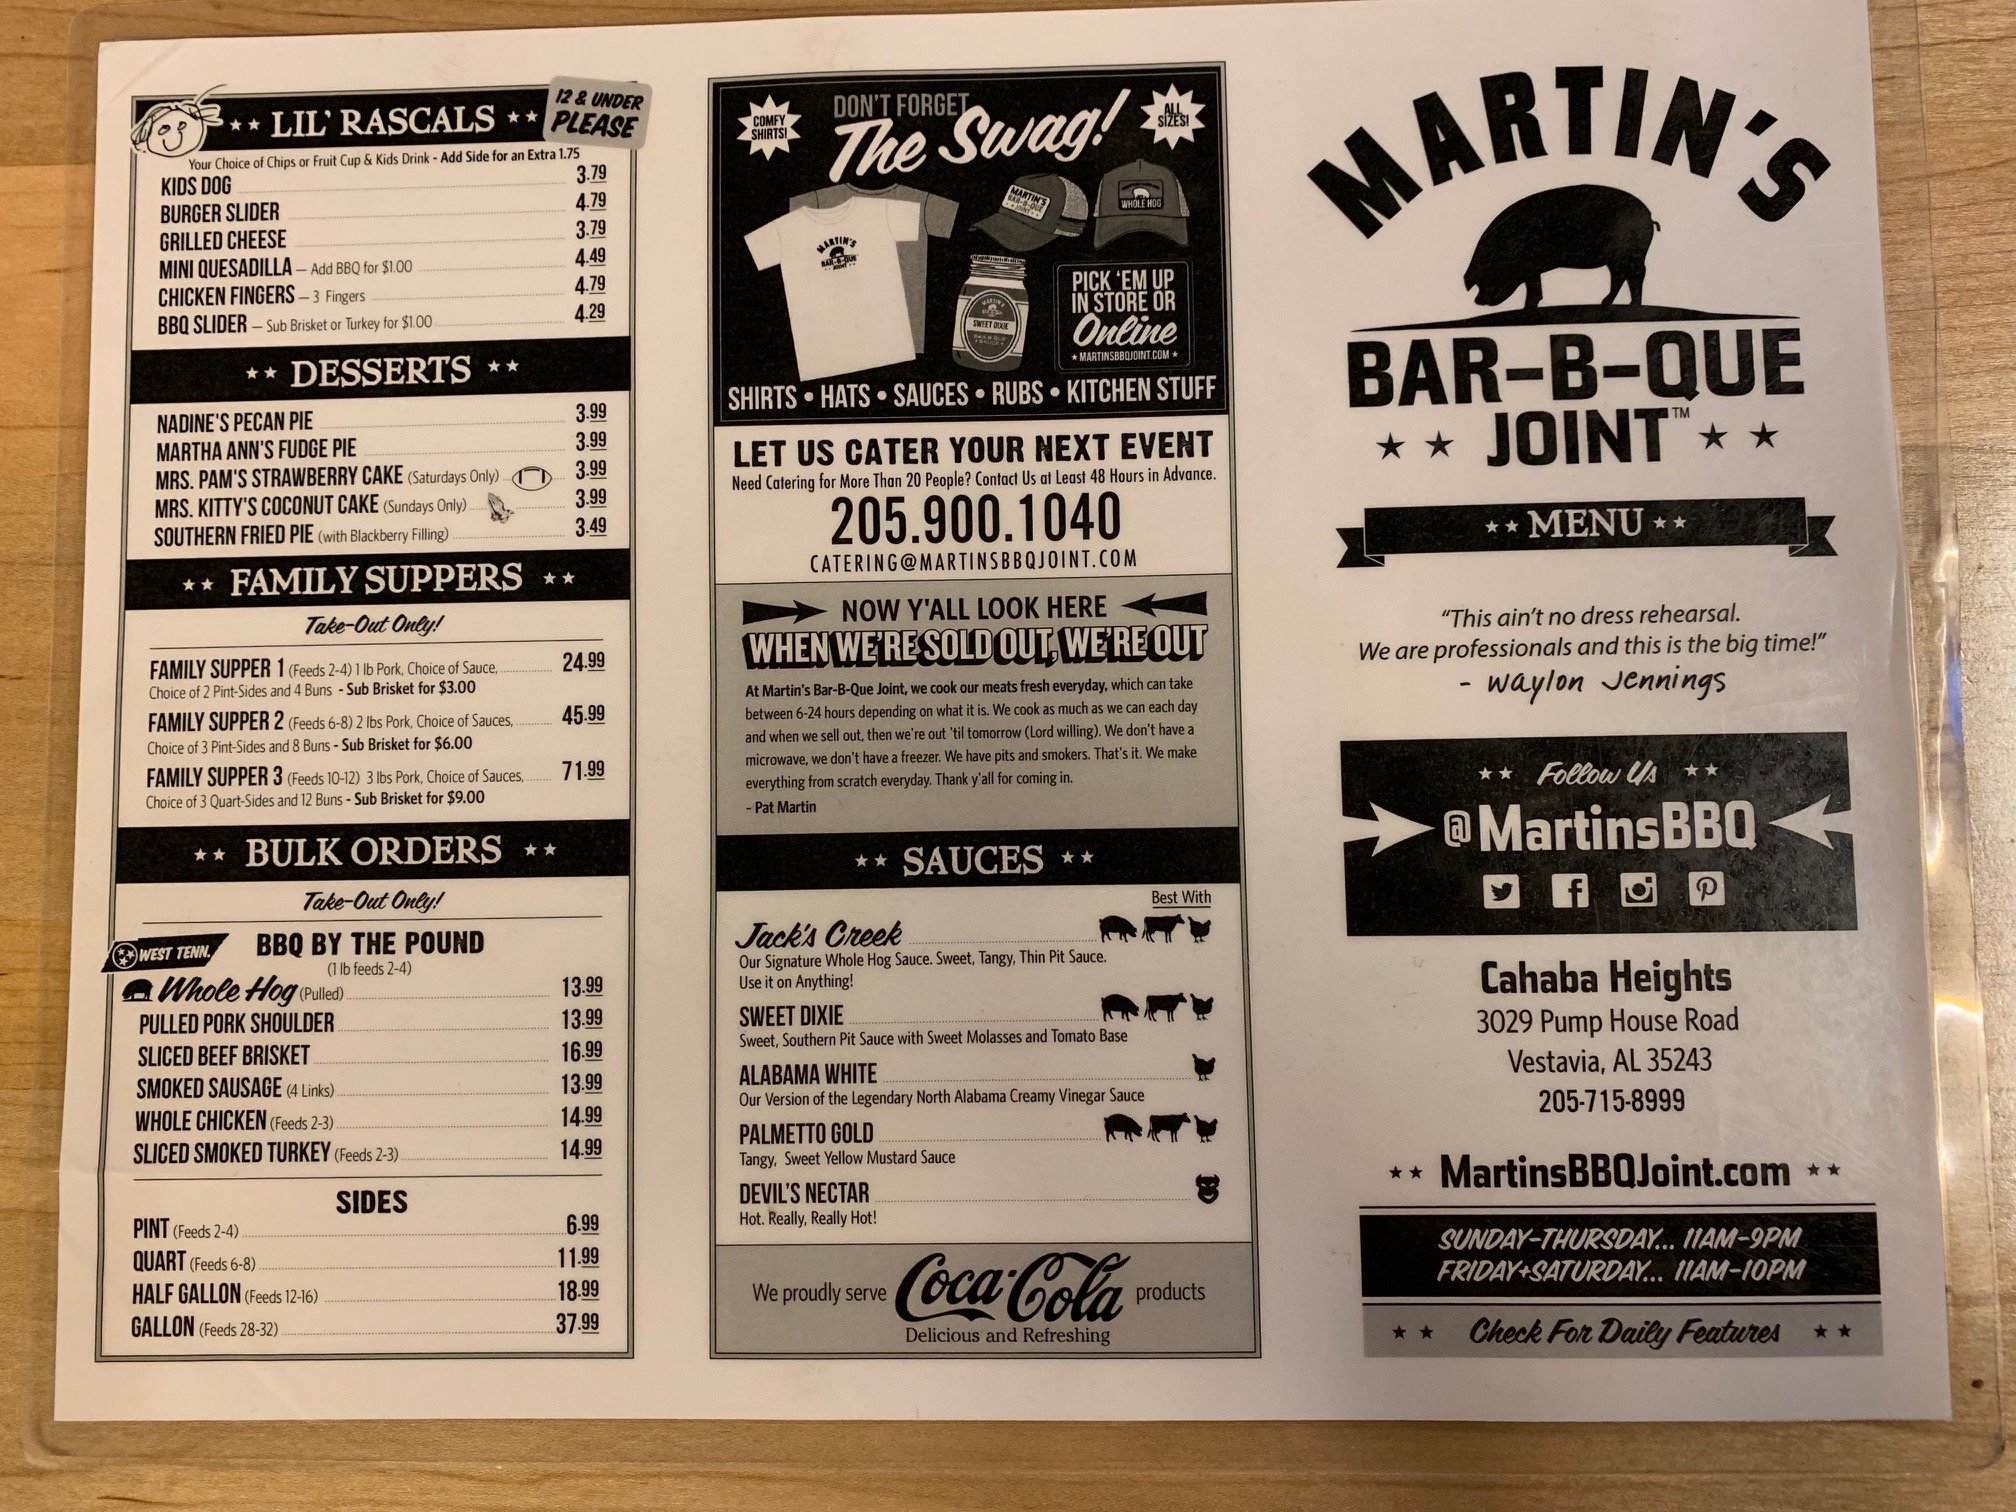 LIL' RASCALS
12 & UNDER
PLEASE
Your Choice of Chips or Fruit Cup & Kids Drink - Add Side for an Extra 1.75
KIDS DOG 3.79
BURGER SLIDER 4.79
GRILLED CHEESE 3.79
MINI QUESADILLA – Add BBQ for $1.00 4.49
CHICKEN FINGERS – 3 Fingers 4.79
BBQ SLIDER – Sub Brisket or Turkey for $1.00 4.29
DESSERTS
NADINE'S PECAN PIE 3.99
MARTHA ANN'S FUDGE PIE 3.99
MRS. PAM'S STRAWBERRY CAKE (Saturdays Only) 3.99
MRS. KITTY'S COCONUT CAKE (Sundays Only) 3.99
SOUTHERN FRIED PIE (with Blackberry Filling) 3.49
FAMILY SUPPERS
Take-Out Only!
FAMILY SUPPER 1 (Feeds 2-4) 1 lb Pork, Choice of Sauce, 24.99
Choice of 2 Pint-Sides and 4 Buns - Sub Brisket for $3.00
FAMILY SUPPER 2 (Feeds 6-8) 2 lbs Pork, Choice of Sauces, 45.99
Choice of 3 Pint-Sides and 8 Buns - Sub Brisket for $6.00
FAMILY SUPPER 3 (Feeds 10-12) 3 lbs Pork, Choice of Sauces, 71.99
Choice of 3 Quart-Sides and 12 Buns - Sub Brisket for $9.00
BULK ORDERS
Take-Out Only!
WEST TENN.
BBQ BY THE POUND
(1 lb feeds 2-4)
Whole Hog (Pulled) 13.99
PULLED PORK SHOULDER 13.99
SLICED BEEF BRISKET 16.99
SMOKED SAUSAGE (4 Links) 13.99
WHOLE CHICKEN (Feeds 2-3) 14.99
SLICED SMOKED TURKEY (Feeds 2-3) 14.99
SIDES
PINT (Feeds 2-4) 6.99
QUART (Feeds 6-8) 11.99
HALF GALLON (Feeds 12-16) 18.99
GALLON (Feeds 28-32) 37.99
COMFY
SHIRTS!
DON'T FORGET
The Swag!
ALL
SIZES!
MARTIN'S
BAR-B-QUE
JOINT
MARTIN'S
BAR-B-QUE
JOINT
WHOLE HOG
SWEET DIXIE
PICK 'EM UP
IN STORE OR
Online
MARTINSBBQJOINT.COM
SHIRTS • HATS • SAUCES • RUBS • KITCHEN STUFF
LET US CATER YOUR NEXT EVENT
Need Catering for More Than 20 People? Contact Us at Least 48 Hours in Advance.
205.900.1040
CATERING@MARTINSBBQJOINT.COM
NOW Y'ALL LOOK HERE
WHEN WE'RE SOLD OUT, WE'RE OUT
At Martin's Bar-B-Que Joint, we cook our meats fresh everyday, which can take
between 6-24 hours depending on what it is. We cook as much as we can each day
and when we sell out, then we're out 'til tomorrow (Lord willing). We don't have a
microwave, we don't have a freezer. We have pits and smokers. That's it. We make
everything from scratch everyday. Thank y'all for coming in.
– Pat Martin
SAUCES
Best With
Jack's Creek
Our Signature Whole Hog Sauce. Sweet, Tangy, Thin Pit Sauce.
Use it on Anything!
SWEET DIXIE
Sweet, Southern Pit Sauce with Sweet Molasses and Tomato Base
ALABAMA WHITE
Our Version of the Legendary North Alabama Creamy Vinegar Sauce
PALMETTO GOLD
Tangy, Sweet Yellow Mustard Sauce
DEVIL'S NECTAR
Hot. Really, Really Hot!
We proudly serve Coca-Cola products
Delicious and Refreshing
MARTIN'S
BAR-B-QUE
JOINT™
MENU
"This ain't no dress rehearsal.
We are professionals and this is the big time!"
- Waylon Jennings
Follow Us
@MartinsBBQ
Cahaba Heights
3029 Pump House Road
Vestavia, AL 35243
205-715-8999
MartinsBBQJoint.com
SUNDAY-THURSDAY... 11AM-9PM
FRIDAY+SATURDAY... 11AM-10PM
Check For Daily Features